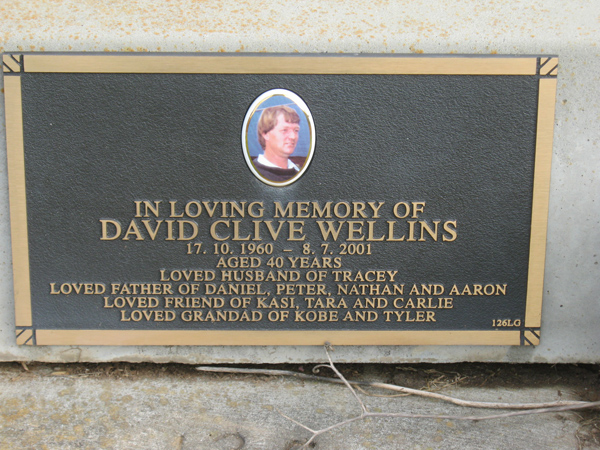 IN LOVING MEMORY OF
DAVID CLIVE WELLINS
17. 10. 1960 – 8. 7. 2001
AGED 40 YEARS
LOVED HUSBAND OF TRACEY
LOVED FATHER OF DANIEL, PETER, NATHAN AND AARON
LOVED FRIEND OF KASI, TARA AND CARLIE
LOVED GRANDAD OF KOBE AND TYLER
126LG